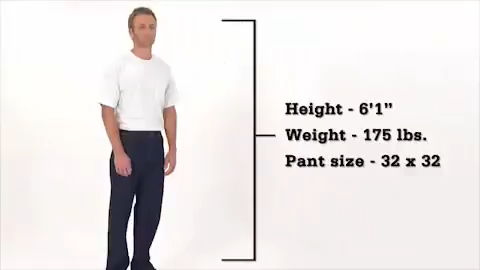 Height - 6'1”
Weight - 175 lbs.
Pant size - 32 x 32